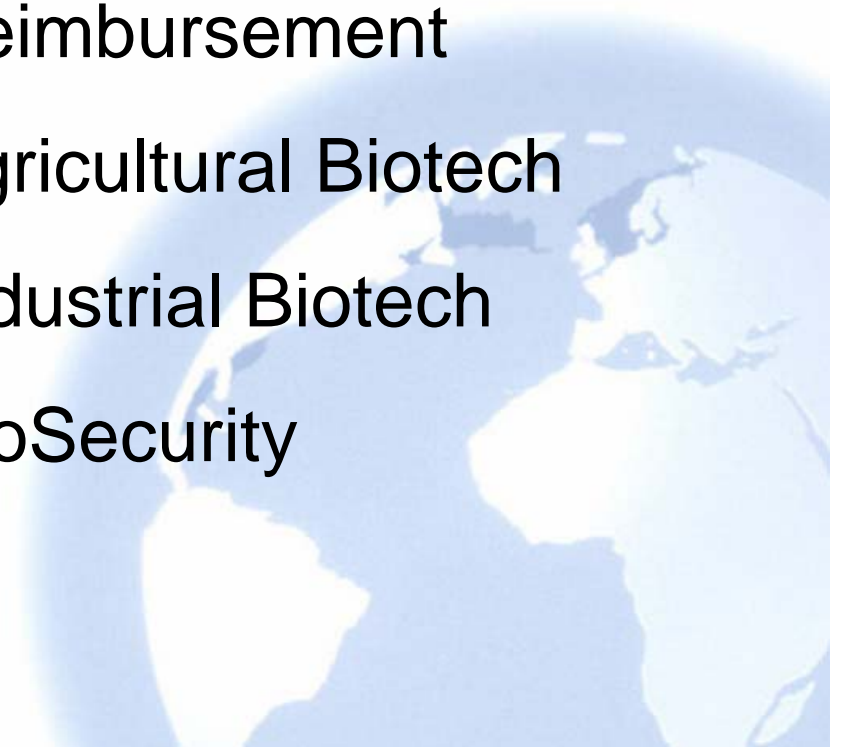 eimbursement
gricultural Biotech
dustrial Biotech
oSecurity